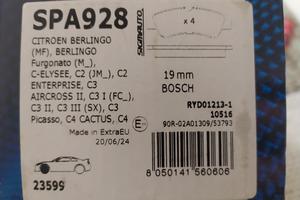 SPA928
CITROEN BERLINGO
(MF), BERLINGO
Furgonato (M_),
C-ELYSEE, C2 (JM_), C2
ENTERPRISE, C3
AIRCROSS II, C3 I (FC_),
C3 II, C3 III (SX), C3
Picasso, C4 CACTUS, C4
Made in ExtraEU
20/06/24
23599
SIGMAUTO
x 4
19mm
BOSCH
RYD01213-1
10516
E
90R-02A01309/53793
8 050141 560606